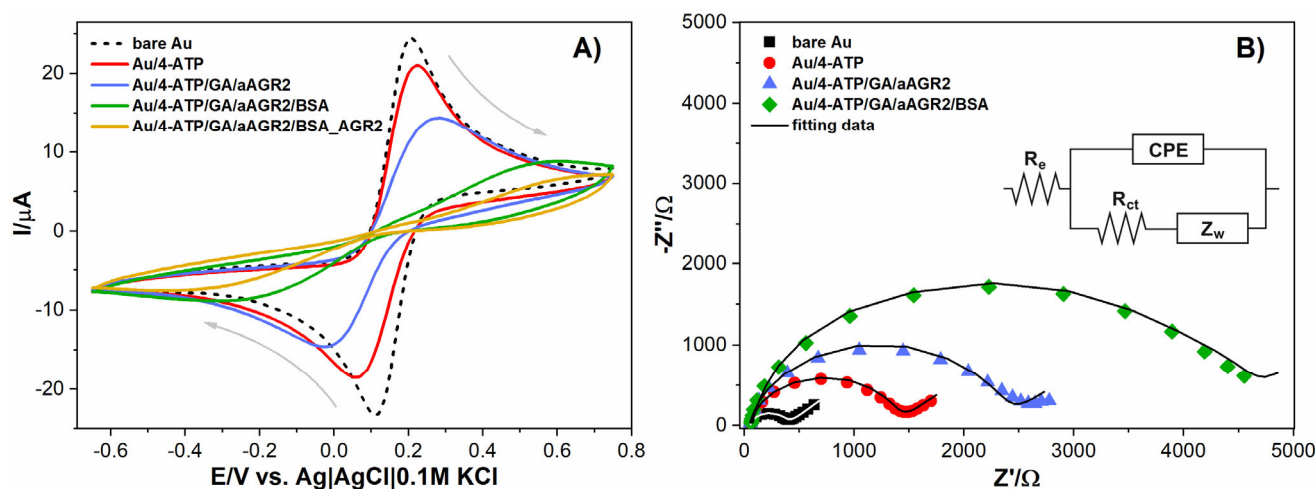 A)
bare Au
Au/4-ATP
Au/4-ATP/GA/aAGR2
Au/4-ATP/GA/aAGR2/BSA
Au/4-ATP/GA/aAGR2/BSA_AGR2
I/µA
20
10
0
-10
-20
-0.6 -0.4 -0.2 0.0 0.2 0.4 0.6 0.8
E/V vs. Ag|AgCl|0.1M KCl
B)
bare Au
Au/4-ATP
Au/4-ATP/GA/aAGR2
Au/4-ATP/GA/aAGR2/BSA
fitting data
Re
CPE
Rct
Zw
-Z''/Ω
5000
4000
3000
2000
1000
0
0 1000 2000 3000 4000 5000
Z'/Ω